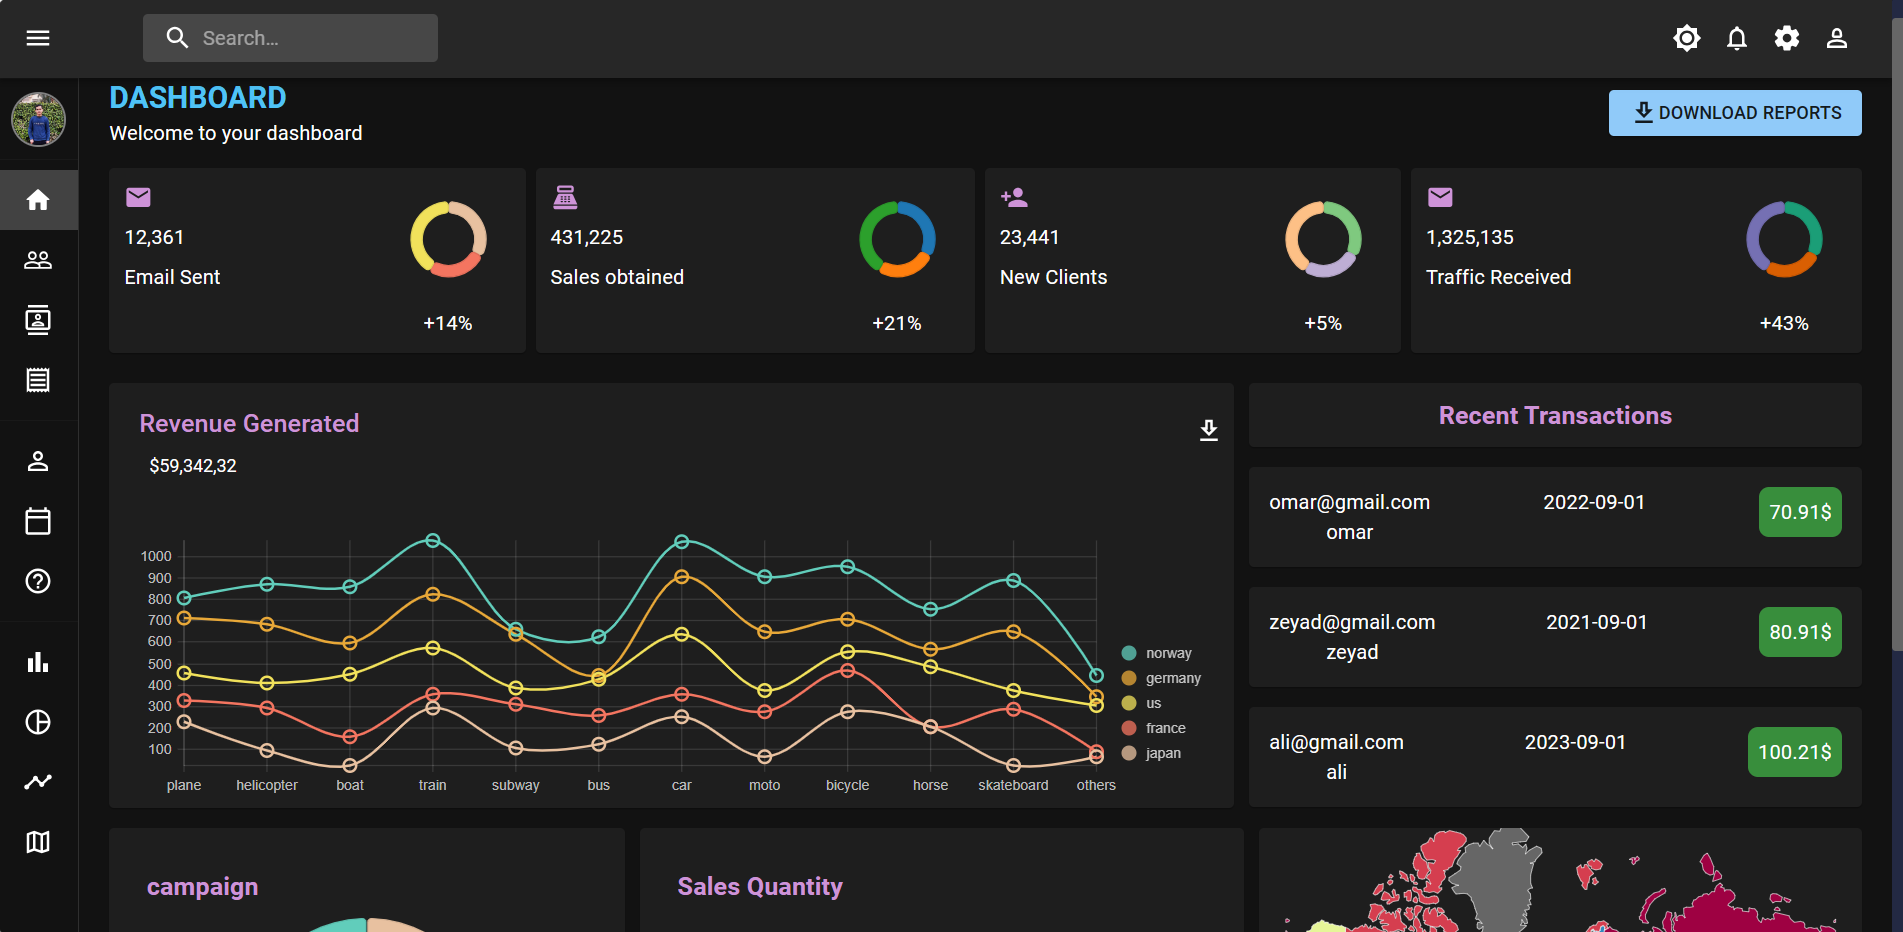 Search...
DASHBOARD
Welcome to your dashboard
DOWNLOAD REPORTS
12,361
Email Sent
+14%
431,225
Sales obtained
+21%
23,441
New Clients
+5%
1,325,135
Traffic Received
+43%
Revenue Generated
$59,342,32
1000
900
800
700
600
500
400
300
200
100
plane helicopter boat train subway bus car moto bicycle horse skateboard others
norway
germany
us
france
japan
Recent Transactions
omar@gmail.com 2022-09-01 70.91$
omar
zeyad@gmail.com 2021-09-01 80.91$
zeyad
ali@gmail.com 2023-09-01 100.21$
ali
campaign
Sales Quantity